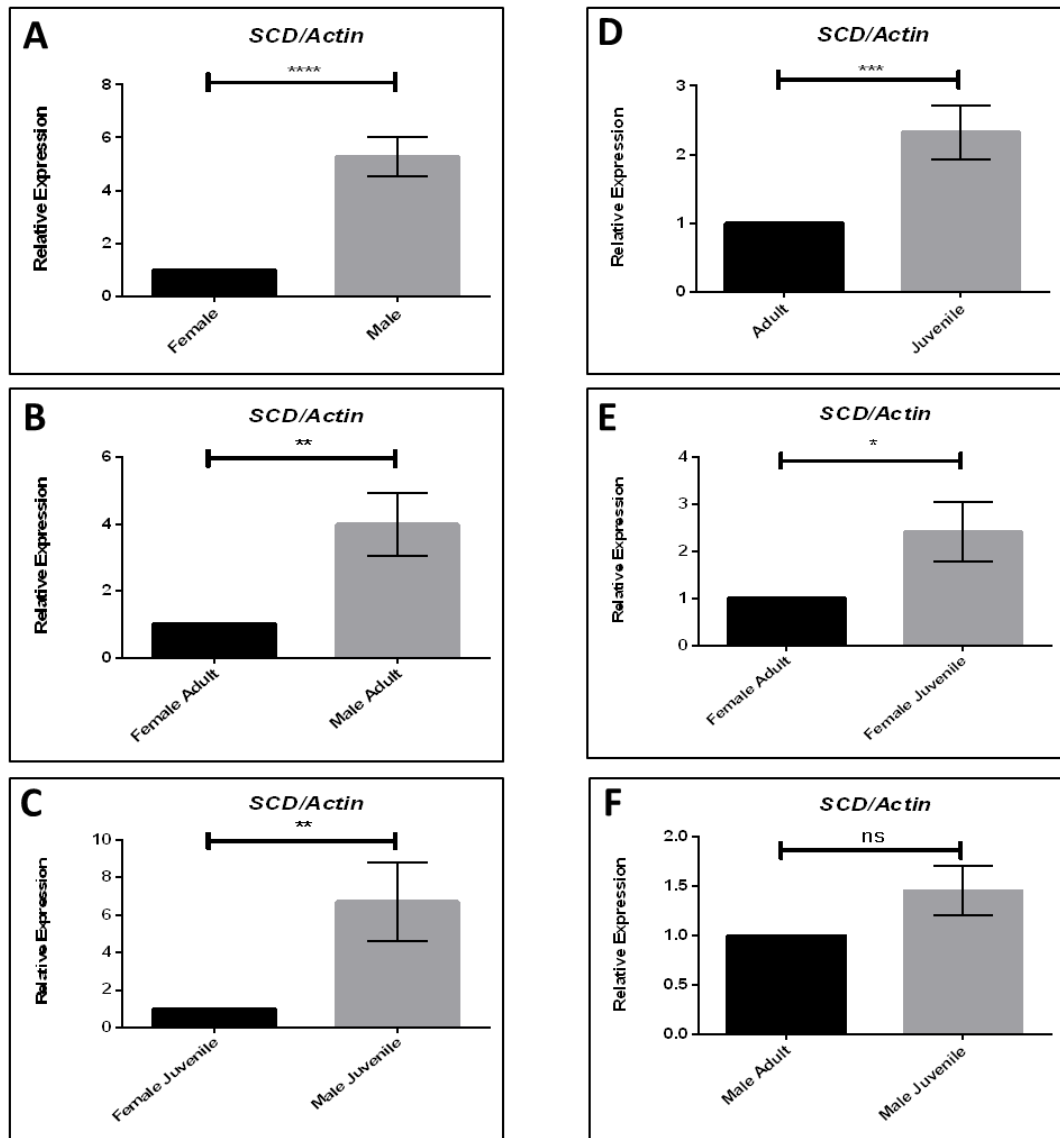 A
SCD/Actin
****
Relative Expression
8
6
4
2
0
Female
Male
B
SCD/Actin
**
Relative Expression
6
4
2
0
Female Adult
Male Adult
C
SCD/Actin
**
Relative Expression
10
8
6
4
2
0
Female Juvenile
Male Juvenile
D
SCD/Actin
***
Relative Expression
3
2
1
0
Adult
Juvenile
E
SCD/Actin
*
Relative Expression
4
3
2
1
0
Female Adult
Female Juvenile
F
SCD/Actin
ns
Relative Expression
2.0
1.5
1.0
0.5
0.0
Male Adult
Male Juvenile